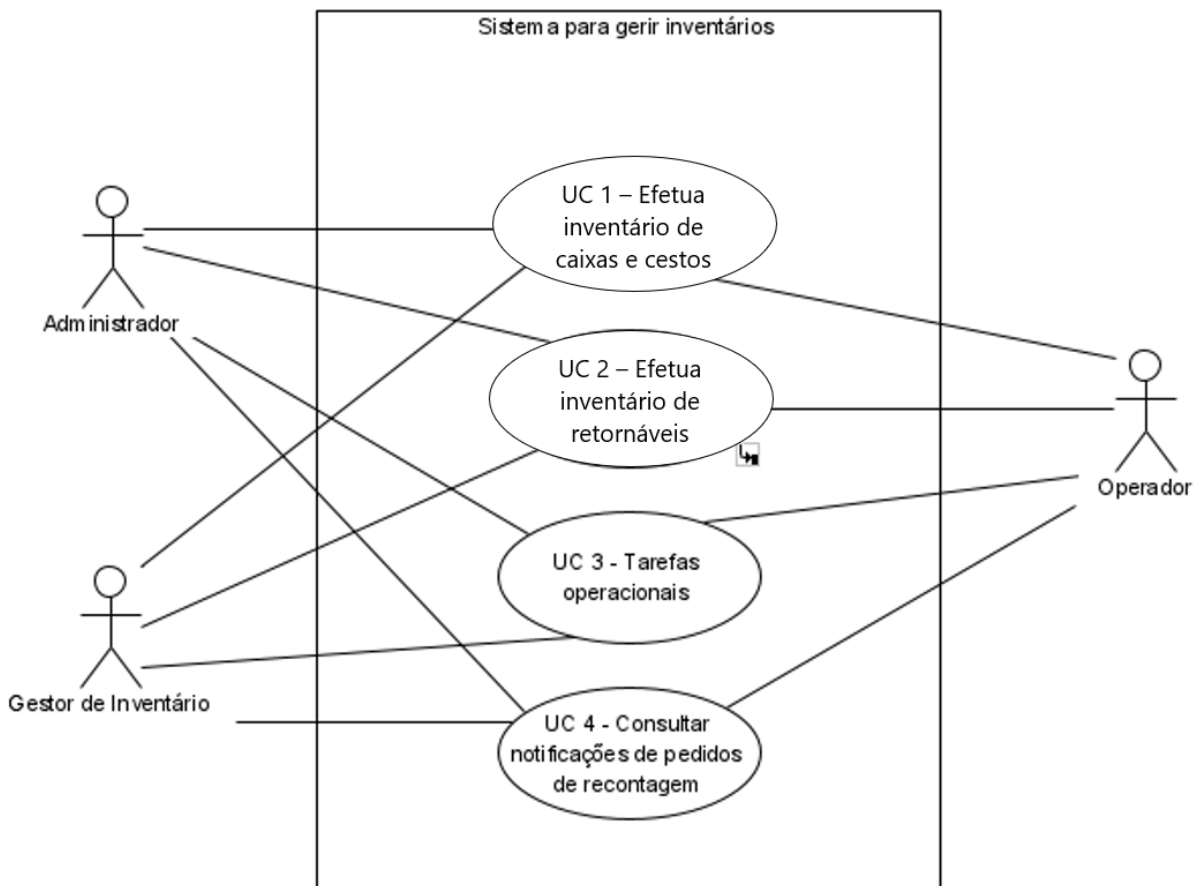 Sistema para gerir inventários
UC 1 – Efetua
inventário de
caixas e cestos
Administrador
UC 2 – Efetua
inventário de
retornáveis
Operador
UC 3 - Tarefas
operacionais
Gestor de Inventário
UC 4 - Consultar
notificações de pedidos
de recontagem